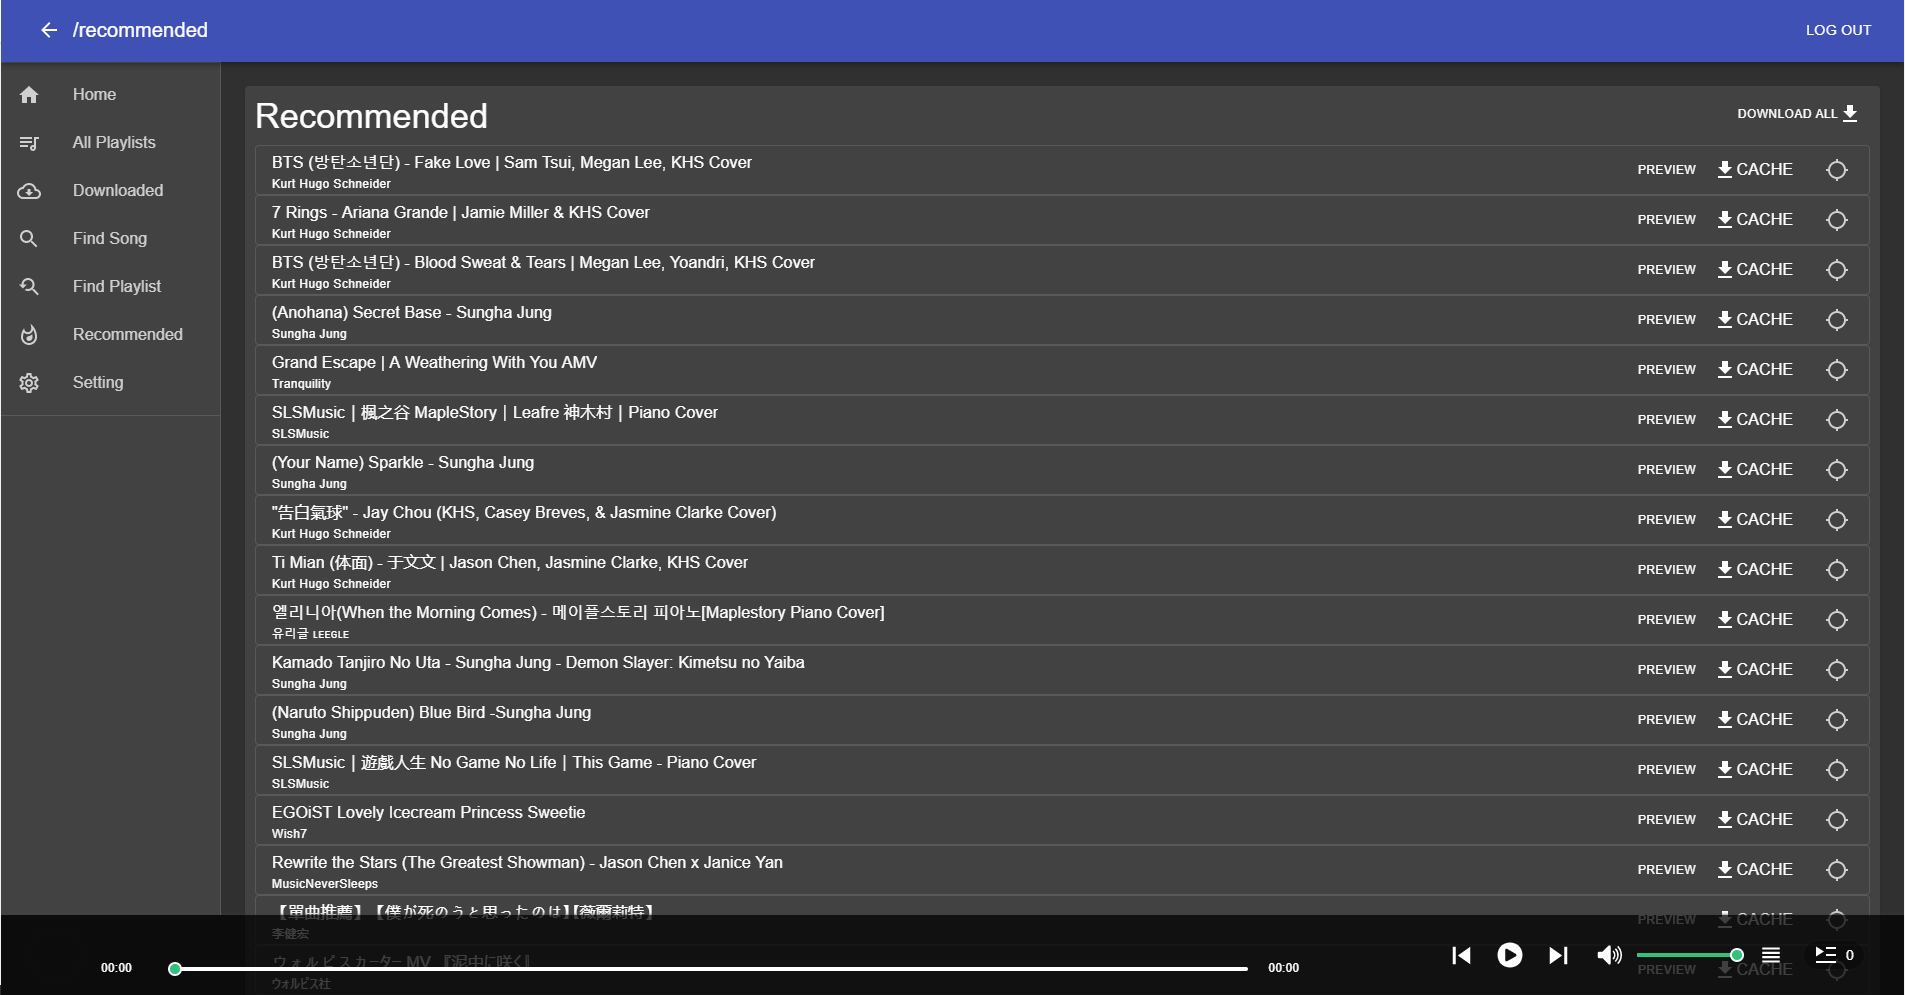 /recommended
LOG OUT
Home
All Playlists
Downloaded
Find Song
Find Playlist
Recommended
Setting
Recommended
DOWNLOAD ALL
BTS (방탄소년단) - Fake Love | Sam Tsui, Megan Lee, KHS Cover
Kurt Hugo Schneider
PREVIEW CACHE
7 Rings - Ariana Grande | Jamie Miller & KHS Cover
Kurt Hugo Schneider
PREVIEW CACHE
BTS (방탄소년단) - Blood Sweat & Tears | Megan Lee, Yoandri, KHS Cover
Kurt Hugo Schneider
PREVIEW CACHE
(Anohana) Secret Base - Sungha Jung
Sungha Jung
PREVIEW CACHE
Grand Escape | A Weathering With You AMV
Tranquility
PREVIEW CACHE
SLSMusic｜楓之谷 MapleStory｜Leafre 神木村｜Piano Cover
SLSMusic
PREVIEW CACHE
(Your Name) Sparkle - Sungha Jung
Sungha Jung
PREVIEW CACHE
"告白氣球" - Jay Chou (KHS, Casey Breves, & Jasmine Clarke Cover)
Kurt Hugo Schneider
PREVIEW CACHE
Ti Mian (体面) - 于文文 | Jason Chen, Jasmine Clarke, KHS Cover
Kurt Hugo Schneider
PREVIEW CACHE
엘리니아(When the Morning Comes) - 메이플스토리 피아노[Maplestory Piano Cover]
유리글 LEEGLE
PREVIEW CACHE
Kamado Tanjiro No Uta - Sungha Jung - Demon Slayer: Kimetsu no Yaiba
Sungha Jung
PREVIEW CACHE
(Naruto Shippuden) Blue Bird -Sungha Jung
Sungha Jung
PREVIEW CACHE
SLSMusic｜遊戲人生 No Game No Life｜This Game - Piano Cover
SLSMusic
PREVIEW CACHE
EGOiST Lovely Icecream Princess Sweetie
Wish7
PREVIEW CACHE
Rewrite the Stars (The Greatest Showman) - Jason Chen x Janice Yan
MusicNeverSleeps
PREVIEW CACHE
【單曲推薦】【僕が死のうと思ったのは】【薇爾莉特】
李健宏
PREVIEW CACHE
ウォルピスカーター MV 『泥中に咲く』
ウォルピス社
PREVIEW CACHE
00:00
00:00
0